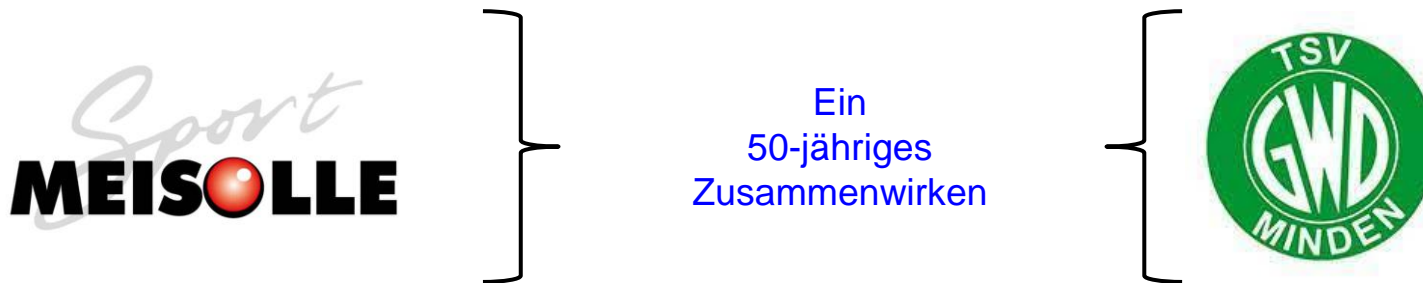 Sport
MEISOLLE
Ein
50-jähriges
Zusammenwirken
TSV
GWD
MINDEN